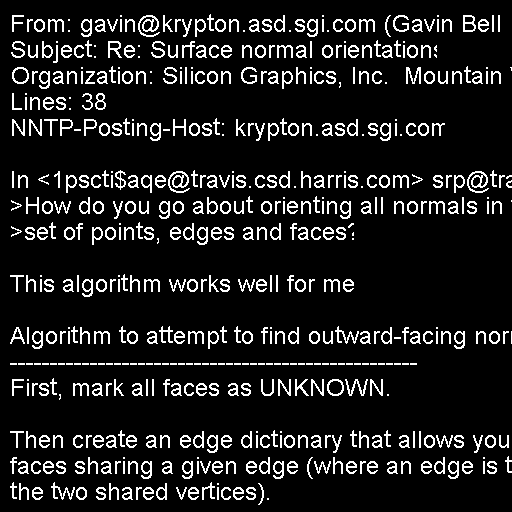 From: gavin@krypton.asd.sgi.com (Gavin Bell
Subject: Re: Surface normal orientations
Organization: Silicon Graphics, Inc. Mountain
Lines: 38
NNTP-Posting-Host: krypton.asd.sgi.com
In <1pscti$aqe@travis.csd.harris.com> srp@tra
>How do you go about orienting all normals in
>set of points, edges and faces?
This algorithm works well for me
Algorithm to attempt to find outward-facing nor
----------------------------------------------------
First, mark all faces as UNKNOWN.
Then create an edge dictionary that allows you
faces sharing a given edge (where an edge is t
the two shared vertices).